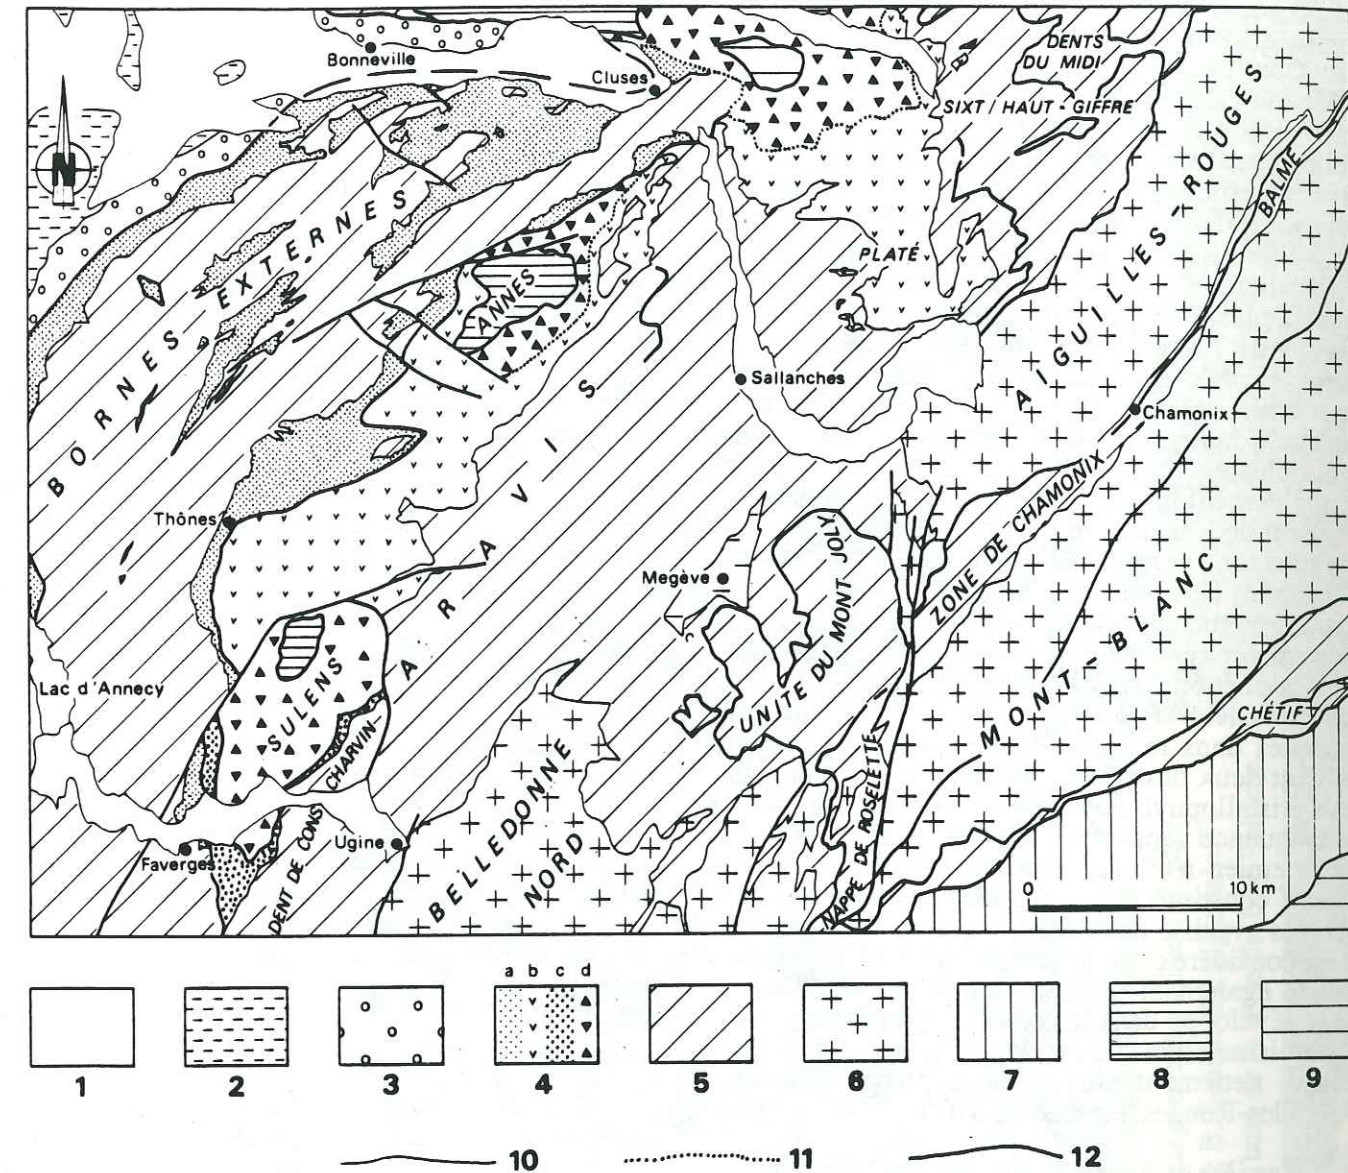 DENTS
DU MIDI
Bonneville
Cluses
SIXT / HAUT - GIFFRE
N
BALME
AIGUILLES - ROUGES
BORNES EXTERNES
PLATÉ
ANNES
Sallanches
Chamonix
ARAVIS
Thônes
ZONE DE CHAMONIX
Megève
UNITE DU MONT JOLY
MONT - BLANC
Lac d'Annecy
SULENS
CHARVIN
CHÉTIF
BELLEDONNE
NORD
NAPPE DE ROSELETTE
Faverges
DENT DE CONS
Ugine
0 10 km
a b c d
1 2 3 4 5 6 7 8 9
10 11 12